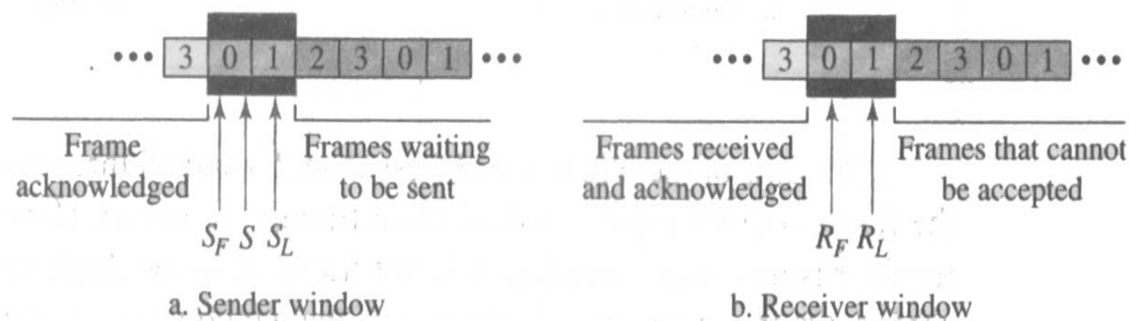 ••• 3 0 1 2 3 0 1 •••
Frame
acknowledged
Frames waiting
to be sent
S_F S S_L
a. Sender window
••• 3 0 1 2 3 0 1 •••
Frames received
and acknowledged
Frames that cannot
be accepted
R_F R_L
b. Receiver window